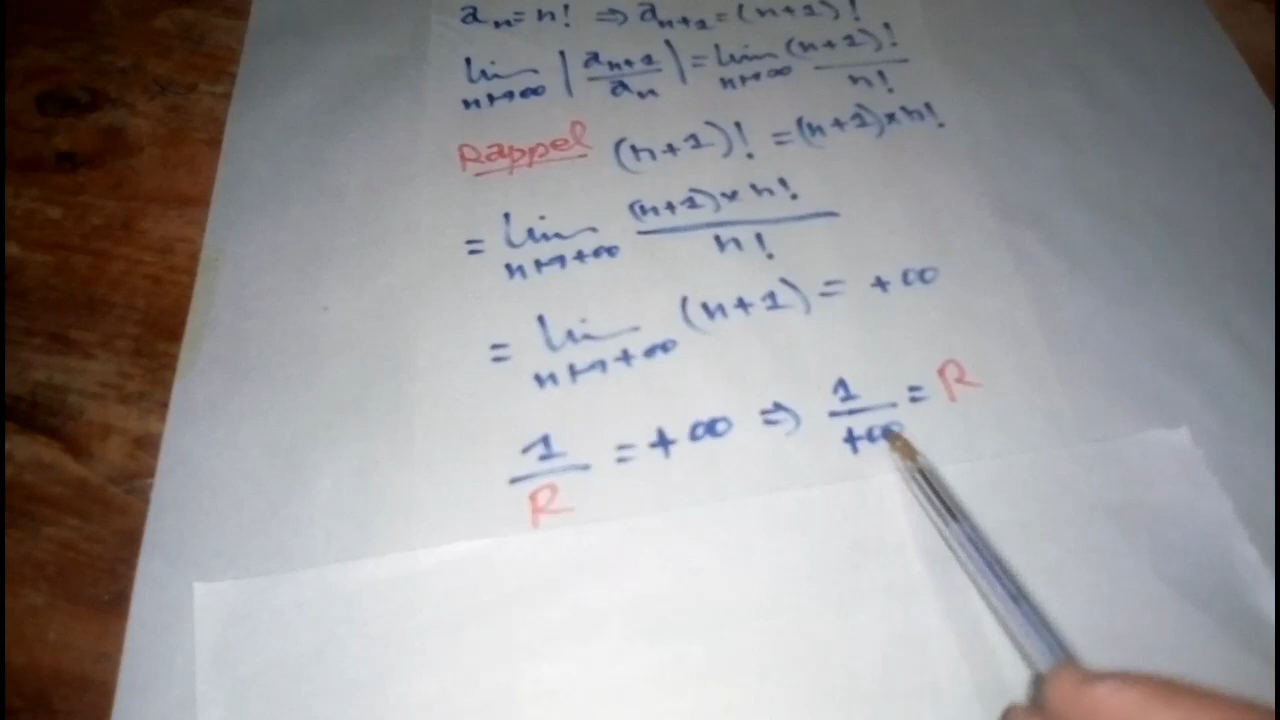 aₙ = n! ⇒ aₙ₊₁ = (n+1)!
lim n↦∞ |aₙ₊₁/aₙ| = lim n↦∞ (n+1)!/n!
Rappel (n+1)! = (n+1)×n!
= lim n↦+∞ (n+1)×n!/n!
= lim n↦+∞ (n+1) = +∞
1/R = +∞ ⇒ 1/+∞ = R